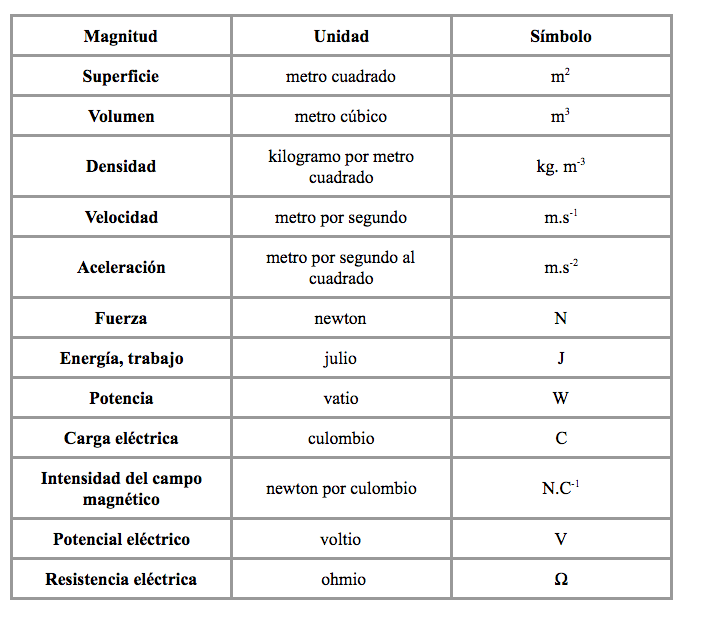 Magnitud Unidad Símbolo
Superficie metro cuadrado m²
Volumen metro cúbico m³
Densidad kilogramo por metro cuadrado kg. m⁻³
Velocidad metro por segundo m.s⁻¹
Aceleración metro por segundo al cuadrado m.s⁻²
Fuerza newton N
Energía, trabajo julio J
Potencia vatio W
Carga eléctrica culombio C
Intensidad del campo magnético newton por culombio N.C⁻¹
Potencial eléctrico voltio V
Resistencia eléctrica ohmio Ω